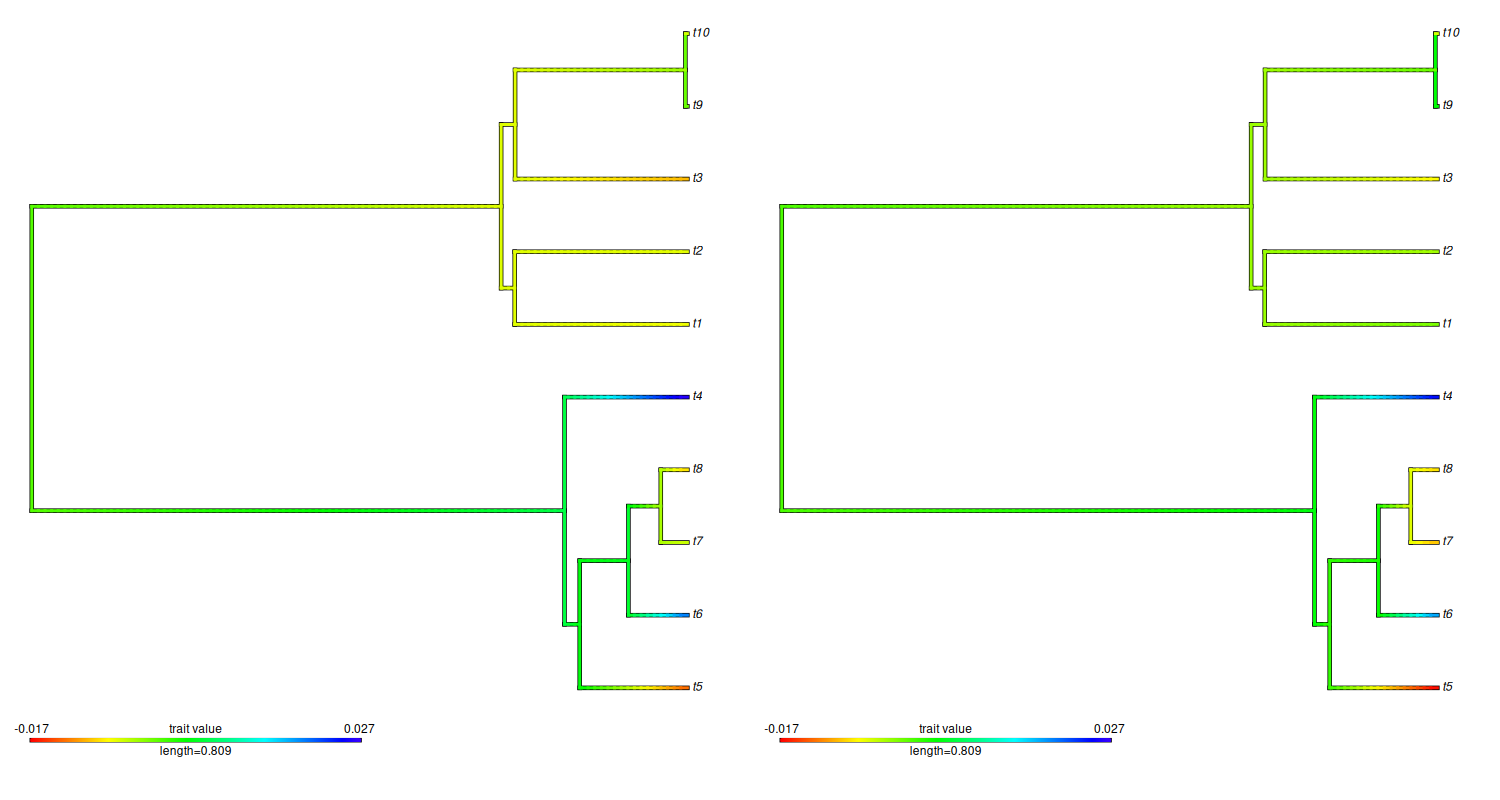 t10
t9
t3
t2
t1
t4
t8
t7
t6
t5
-0.017 trait value 0.027
length=0.809
t10
t9
t3
t2
t1
t4
t8
t7
t6
t5
-0.017 trait value 0.027
length=0.809